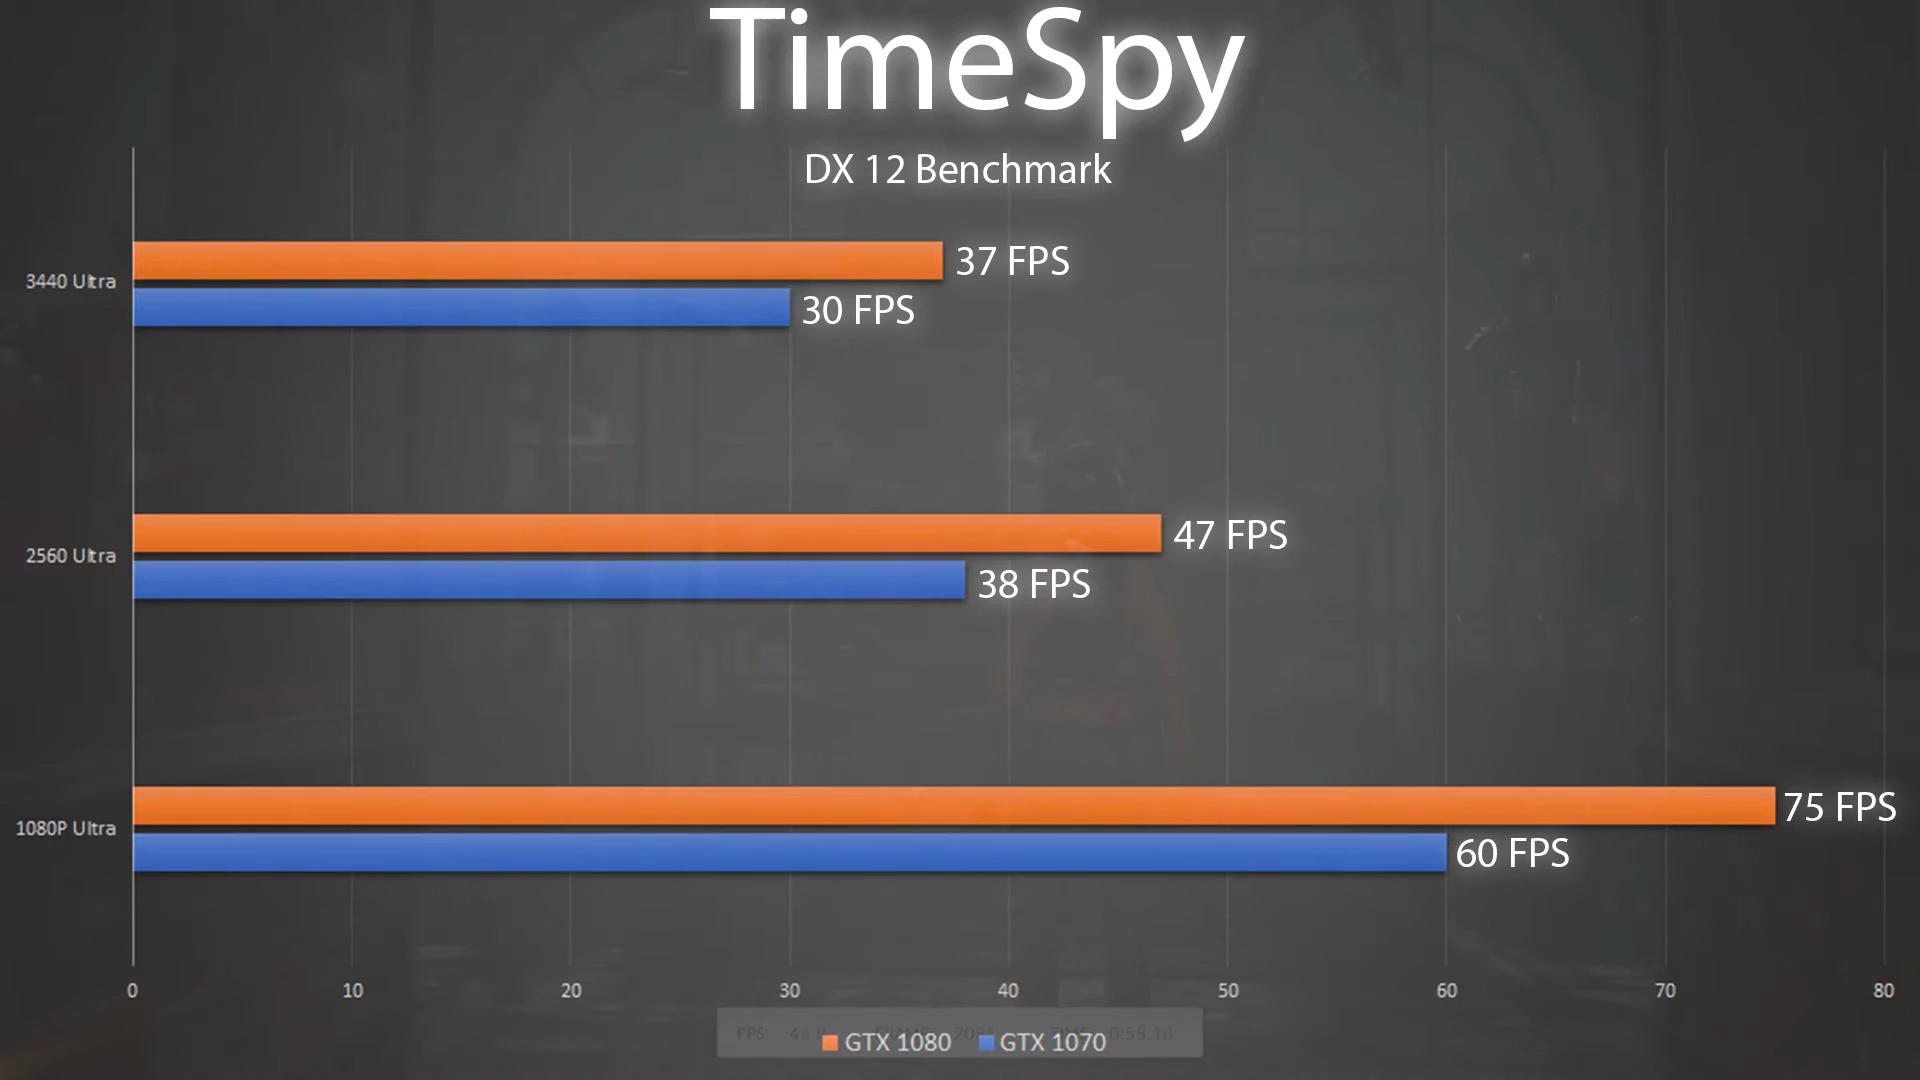 TimeSpy
DX 12 Benchmark
3440 Ultra
37 FPS
30 FPS
2560 Ultra
47 FPS
38 FPS
1080P Ultra
75 FPS
60 FPS
0 10 20 30 40 50 60 70 80
GTX 1080 GTX 1070